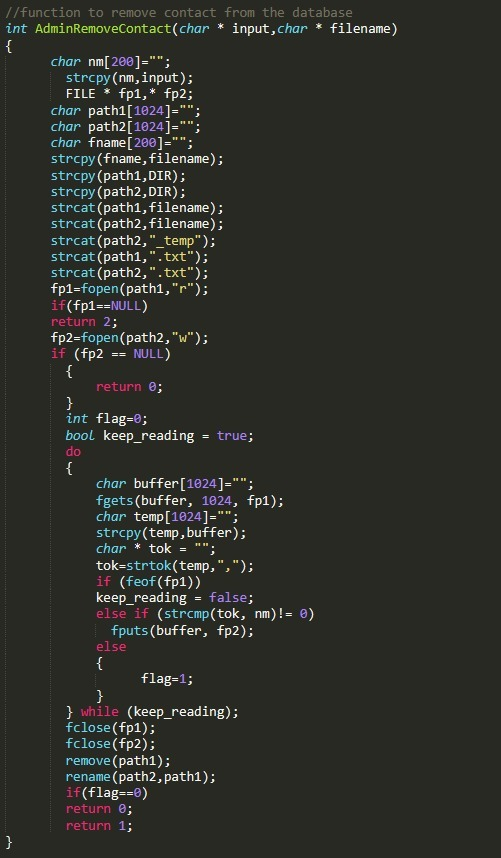 //function to remove contact from the database
int AdminRemoveContact(char * input,char * filename)
{
char nm[200]="";
strcpy(nm,input);
FILE * fp1,* fp2;
char path1[1024]="";
char path2[1024]="";
char fname[200]="";
strcpy(fname,filename);
strcpy(path1,DIR);
strcpy(path2,DIR);
strcat(path1,filename);
strcat(path2,filename);
strcat(path2,"_temp");
strcat(path1,".txt");
strcat(path2,".txt");
fp1=fopen(path1,"r");
if(fp1==NULL)
return 2;
fp2=fopen(path2,"w");
if (fp2 == NULL)
{
return 0;
}
int flag=0;
bool keep_reading = true;
do
{
char buffer[1024]="";
fgets(buffer, 1024, fp1);
char temp[1024]="";
strcpy(temp,buffer);
char * tok = "";
tok=strtok(temp,",");
if (feof(fp1))
keep_reading = false;
else if (strcmp(tok, nm)!= 0)
fputs(buffer, fp2);
else
{
flag=1;
}
} while (keep_reading);
fclose(fp1);
fclose(fp2);
remove(path1);
rename(path2,path1);
if(flag==0)
return 0;
return 1;
}